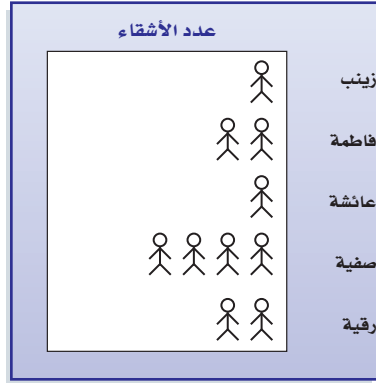 عدد الأشقاء
زينب
فاطمة
عائشة
صفية
رقية